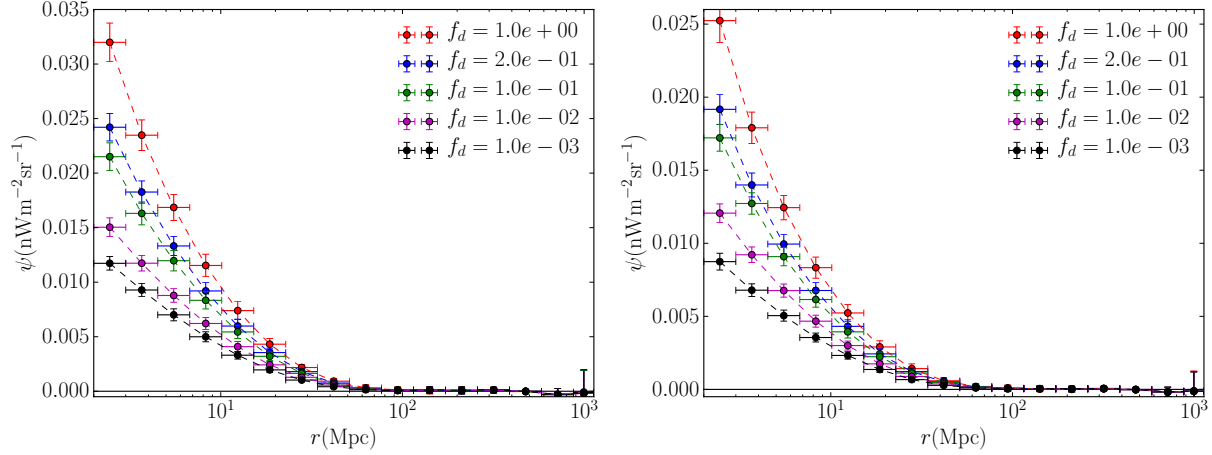 0.035
0.030
0.025
0.020
0.015
0.010
0.005
0.000
ψ(nWm⁻²sr⁻¹)
10¹ 10² 10³
r(Mpc)
f_d = 1.0e + 00
f_d = 2.0e − 01
f_d = 1.0e − 01
f_d = 1.0e − 02
f_d = 1.0e − 03
0.025
0.020
0.015
0.010
0.005
0.000
ψ(nWm⁻²sr⁻¹)
10¹ 10² 10³
r(Mpc)
f_d = 1.0e + 00
f_d = 2.0e − 01
f_d = 1.0e − 01
f_d = 1.0e − 02
f_d = 1.0e − 03